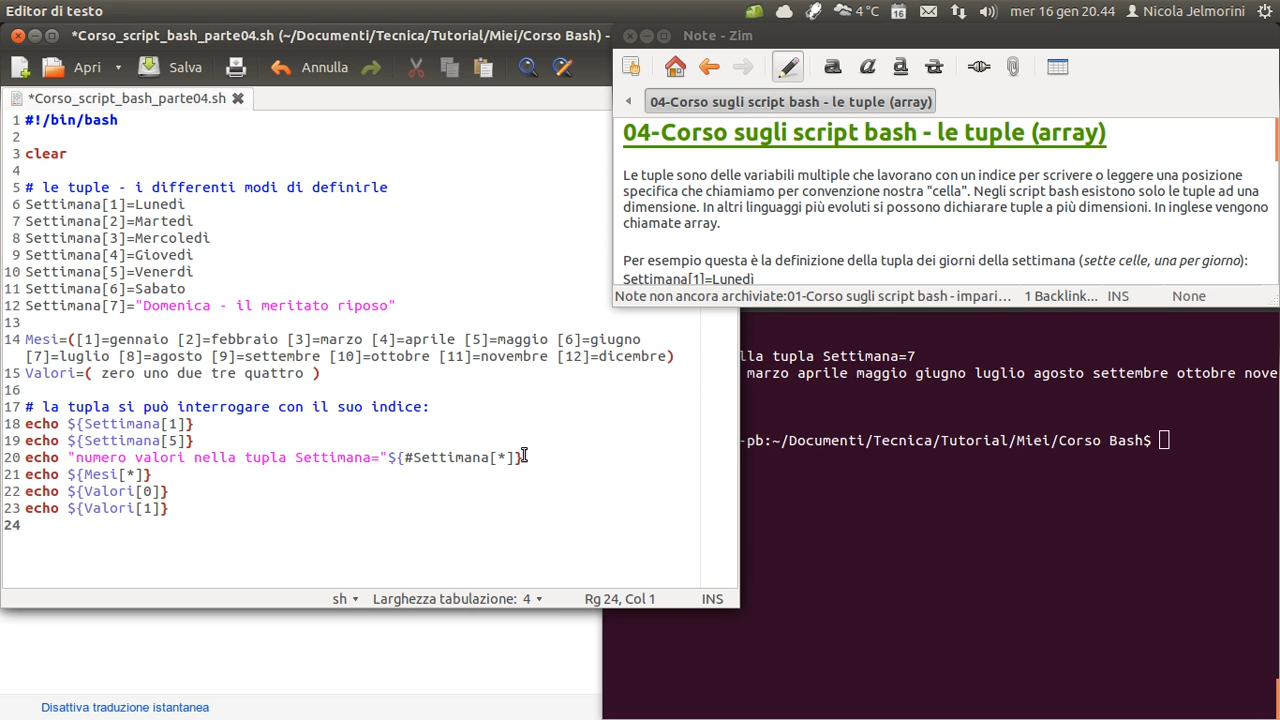 Editor di testo
4 °C
mer 16 gen 20.44
Nicola Jelmorini
*Corso_script_bash_parte04.sh (~/Documenti/Tecnica/Tutorial/Miei/Corso Bash) -
Apri
Salva
Annulla
*Corso_script_bash_parte04.sh
1 #!/bin/bash
2
3 clear
4
5 # le tuple - i differenti modi di definirle
6 Settimana[1]=Lunedì
7 Settimana[2]=Martedì
8 Settimana[3]=Mercoledì
9 Settimana[4]=Giovedì
10 Settimana[5]=Venerdì
11 Settimana[6]=Sabato
12 Settimana[7]="Domenica - il meritato riposo"
13
14 Mesi=([1]=gennaio [2]=febbraio [3]=marzo [4]=aprile [5]=maggio [6]=giugno
[7]=luglio [8]=agosto [9]=settembre [10]=ottobre [11]=novembre [12]=dicembre)
15 Valori=( zero uno due tre quattro )
16
17 # la tupla si può interrogare con il suo indice:
18 echo ${Settimana[1]}
19 echo ${Settimana[5]}
20 echo "numero valori nella tupla Settimana="${#Settimana[*]}
21 echo ${Mesi[*]}
22 echo ${Valori[0]}
23 echo ${Valori[1]}
24
sh
Larghezza tabulazione: 4
Rg 24, Col 1
INS
Note - Zim
04-Corso sugli script bash - le tuple (array)
04-Corso sugli script bash - le tuple (array)
Le tuple sono delle variabili multiple che lavorano con un indice per scrivere o leggere una posizione
specifica che chiamiamo per convenzione nostra "cella". Negli script bash esistono solo le tuple ad una
dimensione. In altri linguaggi più evoluti si possono dichiarare tuple a più dimensioni. In inglese vengono
chiamate array.
Per esempio questa è la definizione della tupla dei giorni della settimana (sette celle, una per giorno):
Settimana[1]=Lunedì
Note non ancora archiviate:01-Corso sugli script bash - impari...
1 Backlink...
INS
None
lla tupla Settimana=7
marzo aprile maggio giugno luglio agosto settembre ottobre nove
-pb:~/Documenti/Tecnica/Tutorial/Miei/Corso Bash$
Disattiva traduzione istantanea